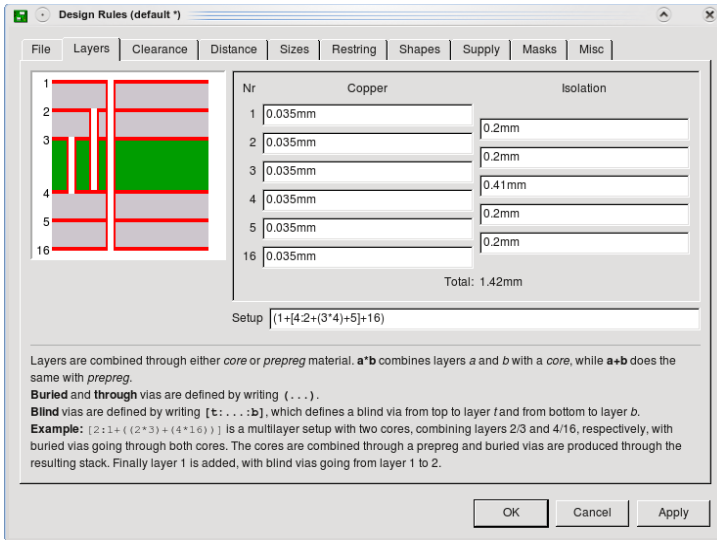 Design Rules (default *)
File Layers Clearance Distance Sizes Restring Shapes Supply Masks Misc
1
2
3
4
5
16
Nr Copper Isolation
1 0.035mm
0.2mm
2 0.035mm
0.2mm
3 0.035mm
0.41mm
4 0.035mm
0.2mm
5 0.035mm
0.2mm
16 0.035mm
Total: 1.42mm
Setup (1+[4:2+(3*4)+5]+16)
Layers are combined through either core or prepreg material. a*b combines layers a and b with a core, while a+b does the
same with prepreg.
Buried and through vias are defined by writing (...).
Blind vias are defined by writing [t:...:b], which defines a blind via from top to layer t and from bottom to layer b.
Example: [2:1+((2*3)+(4*16))] is a multilayer setup with two cores, combining layers 2/3 and 4/16, respectively, with
buried vias going through both cores. The cores are combined through a prepreg and buried vias are produced through the
resulting stack. Finally layer 1 is added, with blind vias going from layer 1 to 2.
OK Cancel Apply